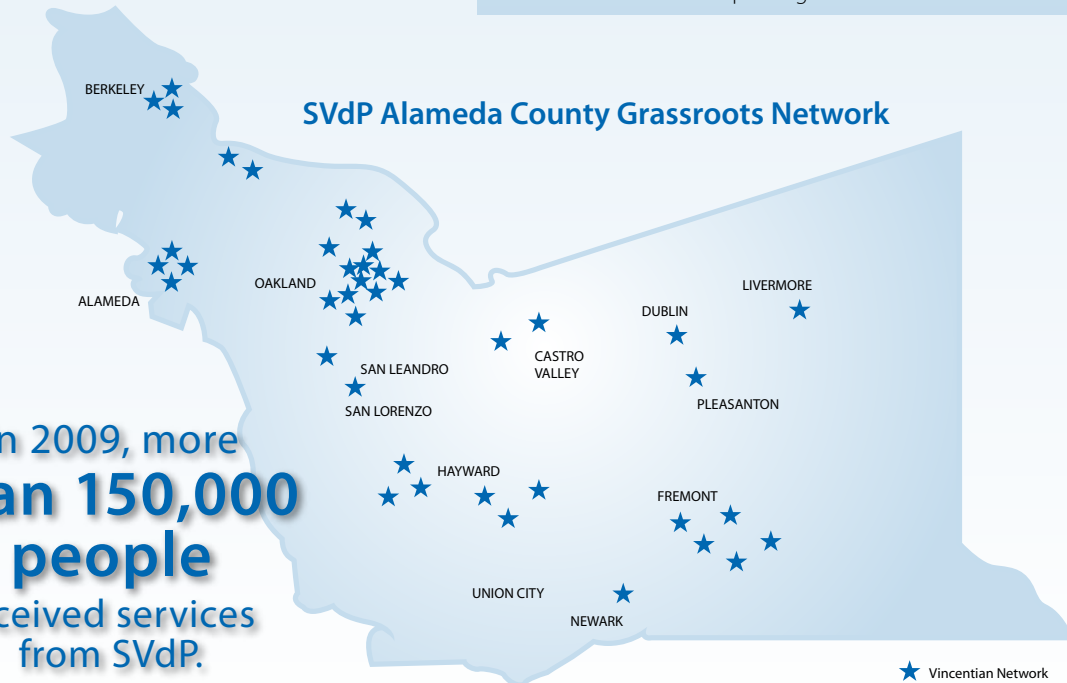 BERKELEY
SVdP Alameda County Grassroots Network
OAKLAND
ALAMEDA
LIVERMORE
DUBLIN
CASTRO
VALLEY
SAN LEANDRO
PLEASANTON
SAN LORENZO
n 2009, more
an 150,000
people
ceived services
from SVdP.
HAYWARD
FREMONT
UNION CITY
NEWARK
Vincentian Network